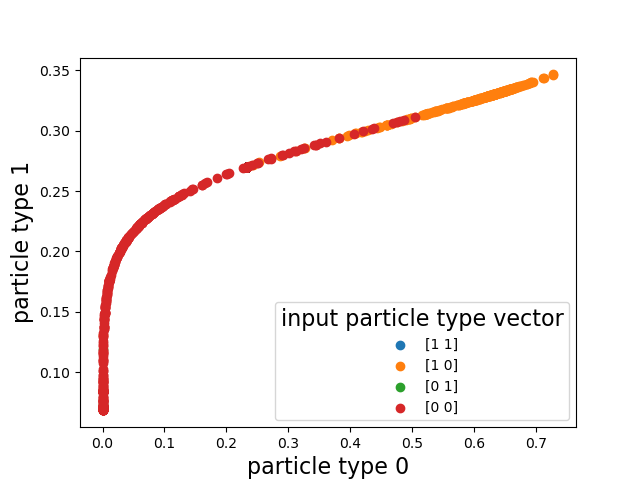 0.35
0.30
0.25
0.20
0.15
0.10
particle type 1
input particle type vector
[1 1]
[1 0]
[0 1]
[0 0]
0.0 0.1 0.2 0.3 0.4 0.5 0.6 0.7
particle type 0